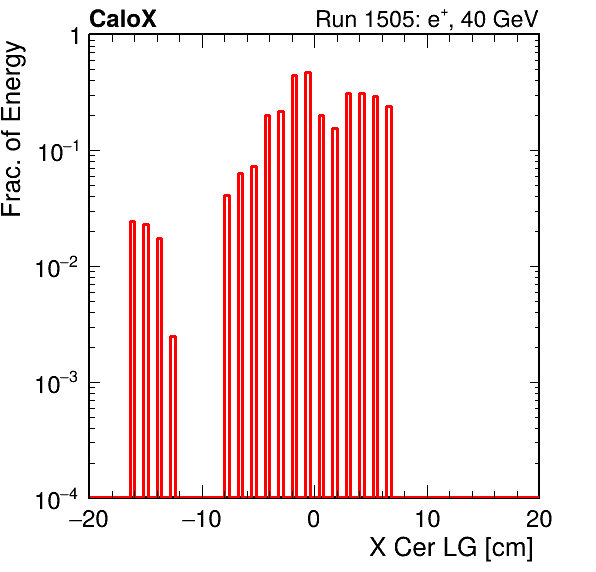 CaloX Run 1505: e⁺, 40 GeV
Frac. of Energy
1
10⁻¹
10⁻²
10⁻³
10⁻⁴
−20 −10 0 10 20
X Cer LG [cm]